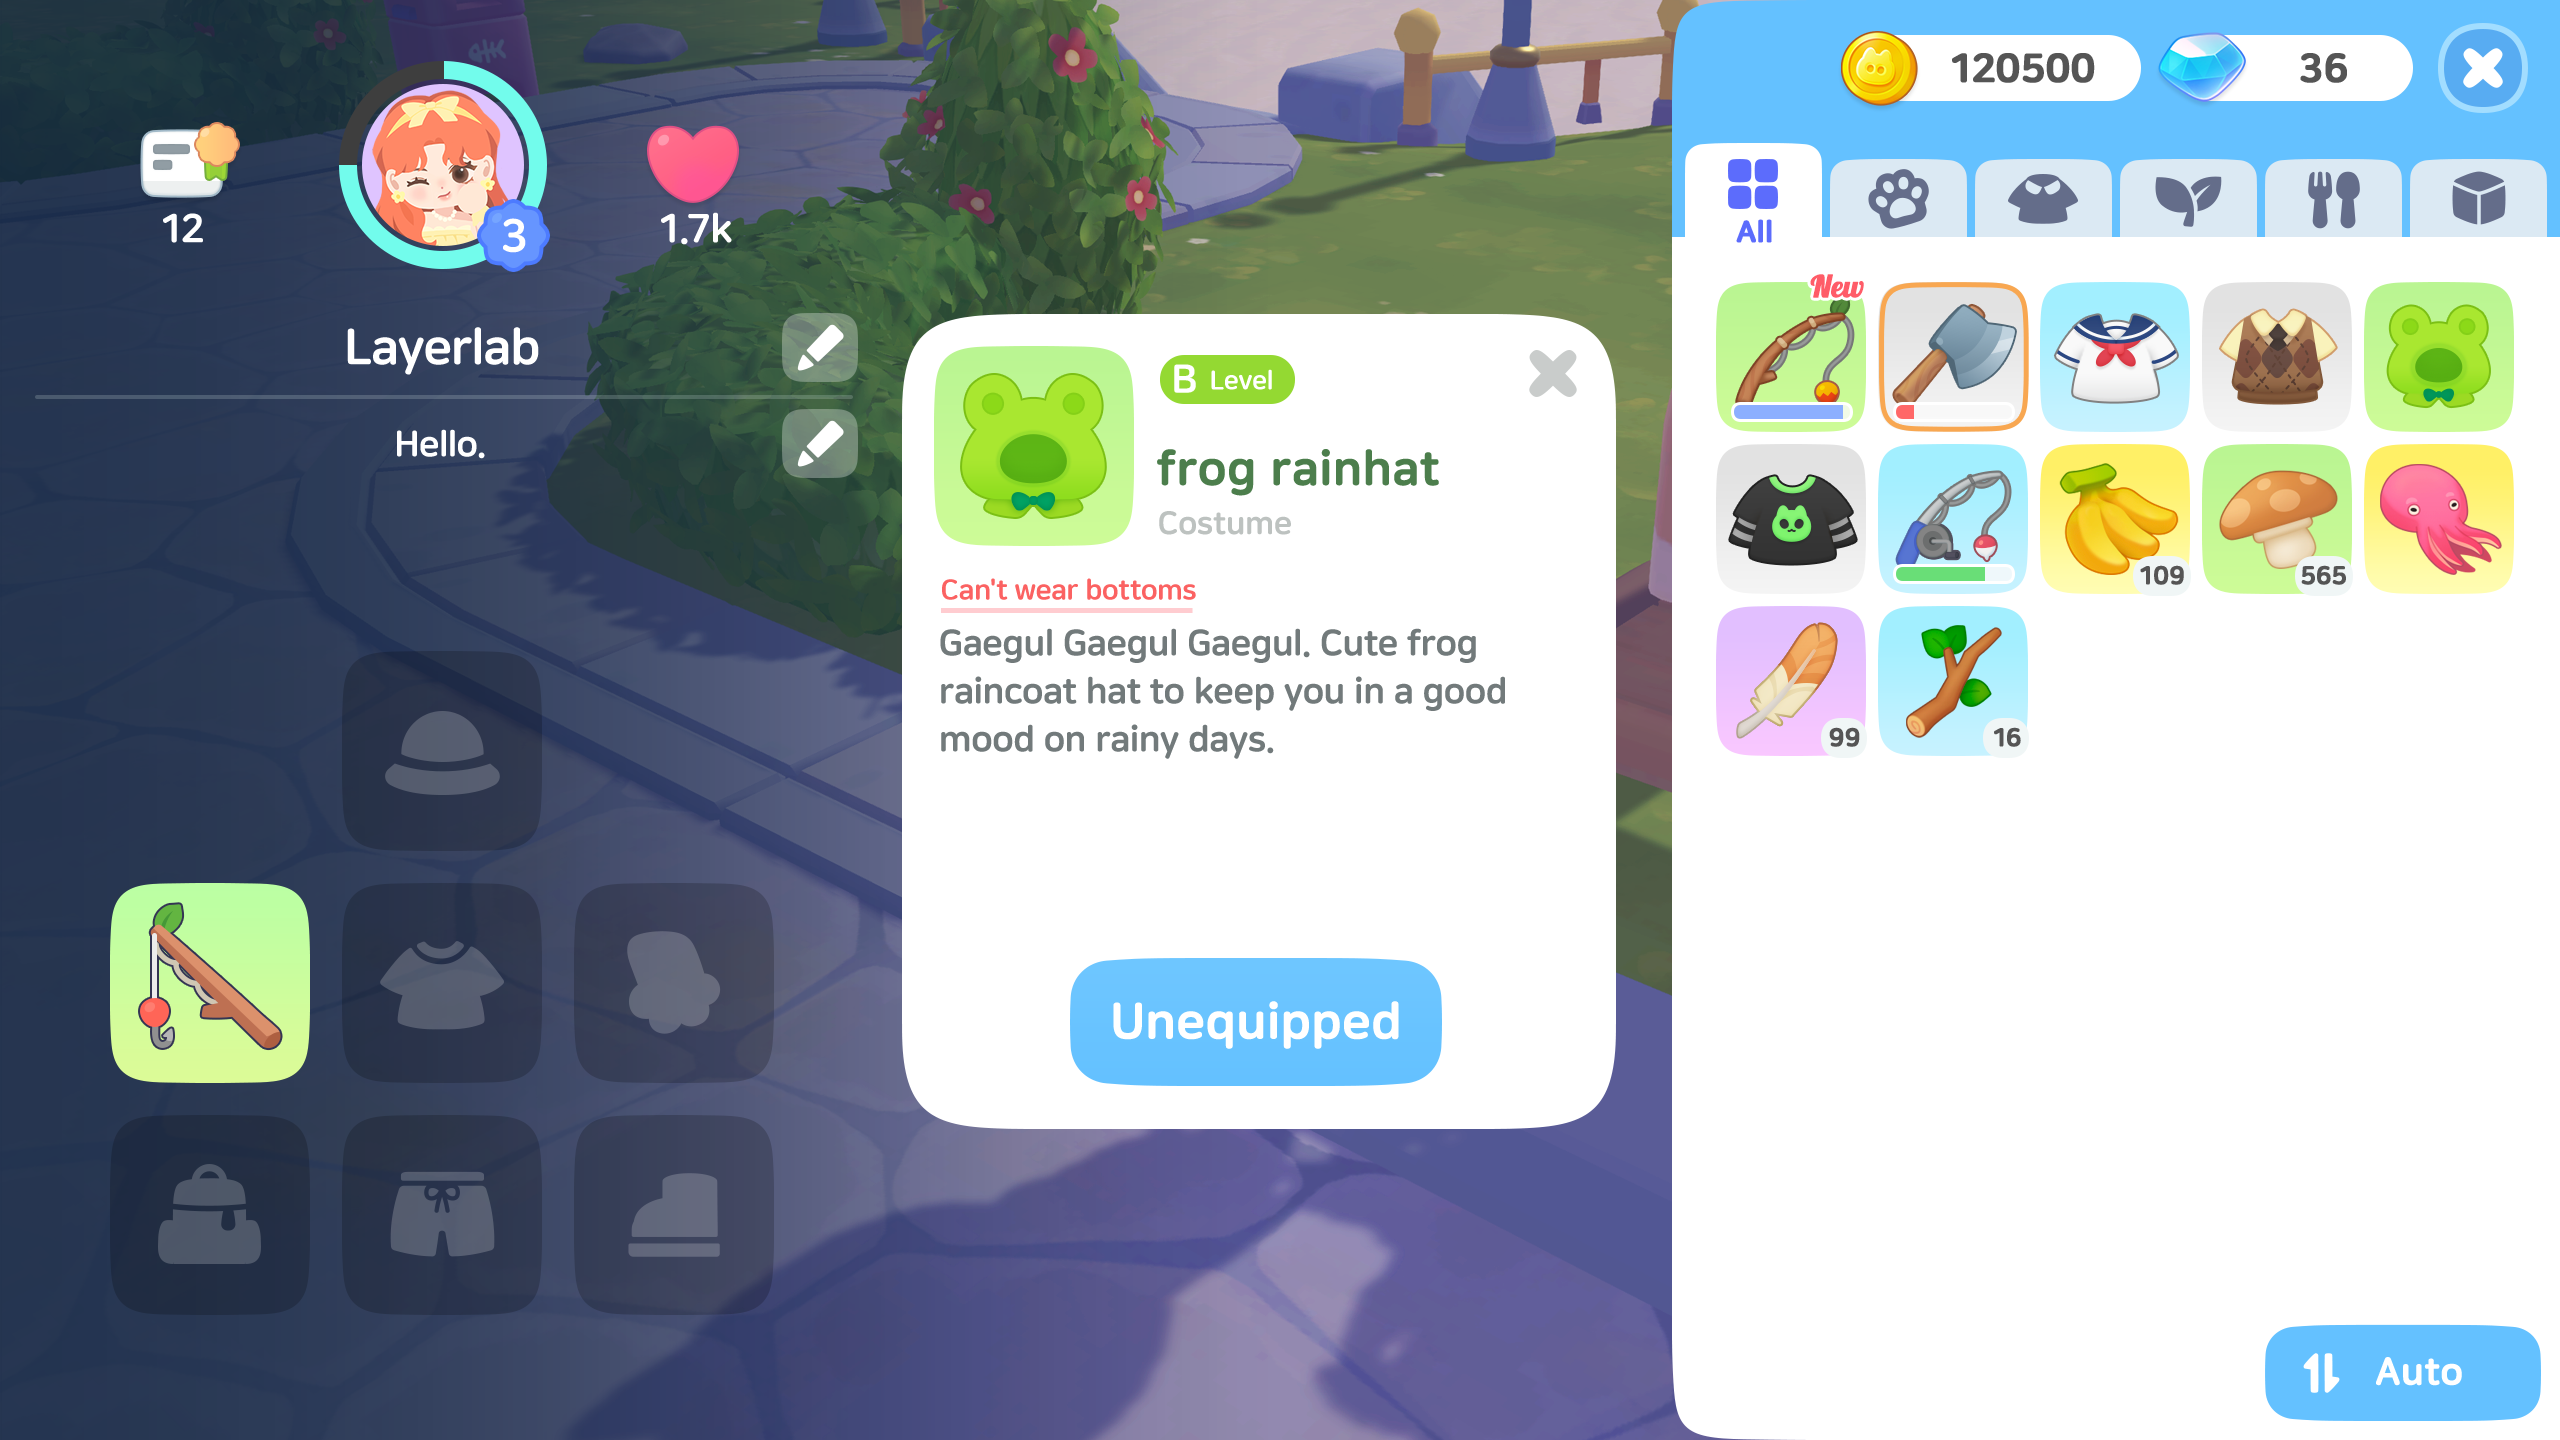 12
3
1.7k
Layerlab
Hello.
B Level
frog rainhat
Costume
Can't wear bottoms
Gaegul Gaegul Gaegul. Cute frog
raincoat hat to keep you in a good
mood on rainy days.
Unequipped
120500
36
All
New
109
565
99
16
Auto